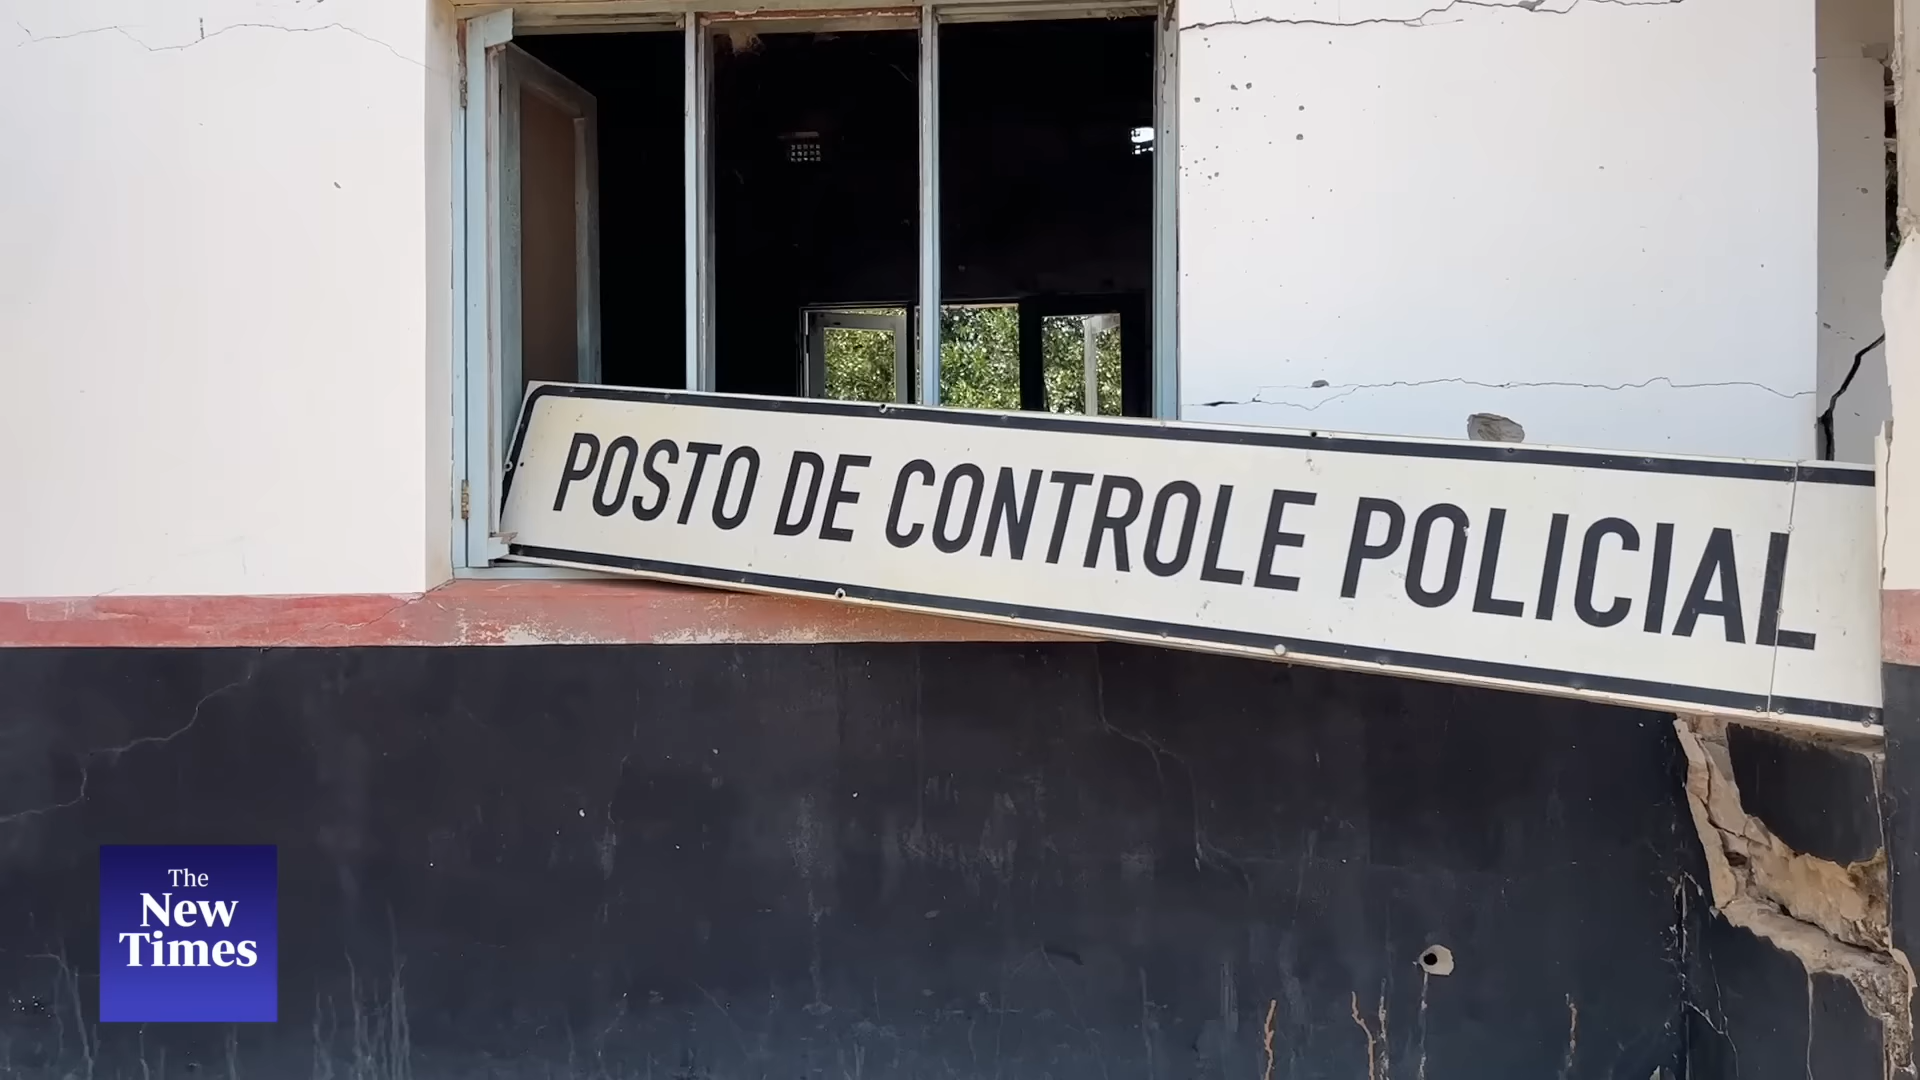 POSTO DE CONTROLE POLICIAL
The
New
Times